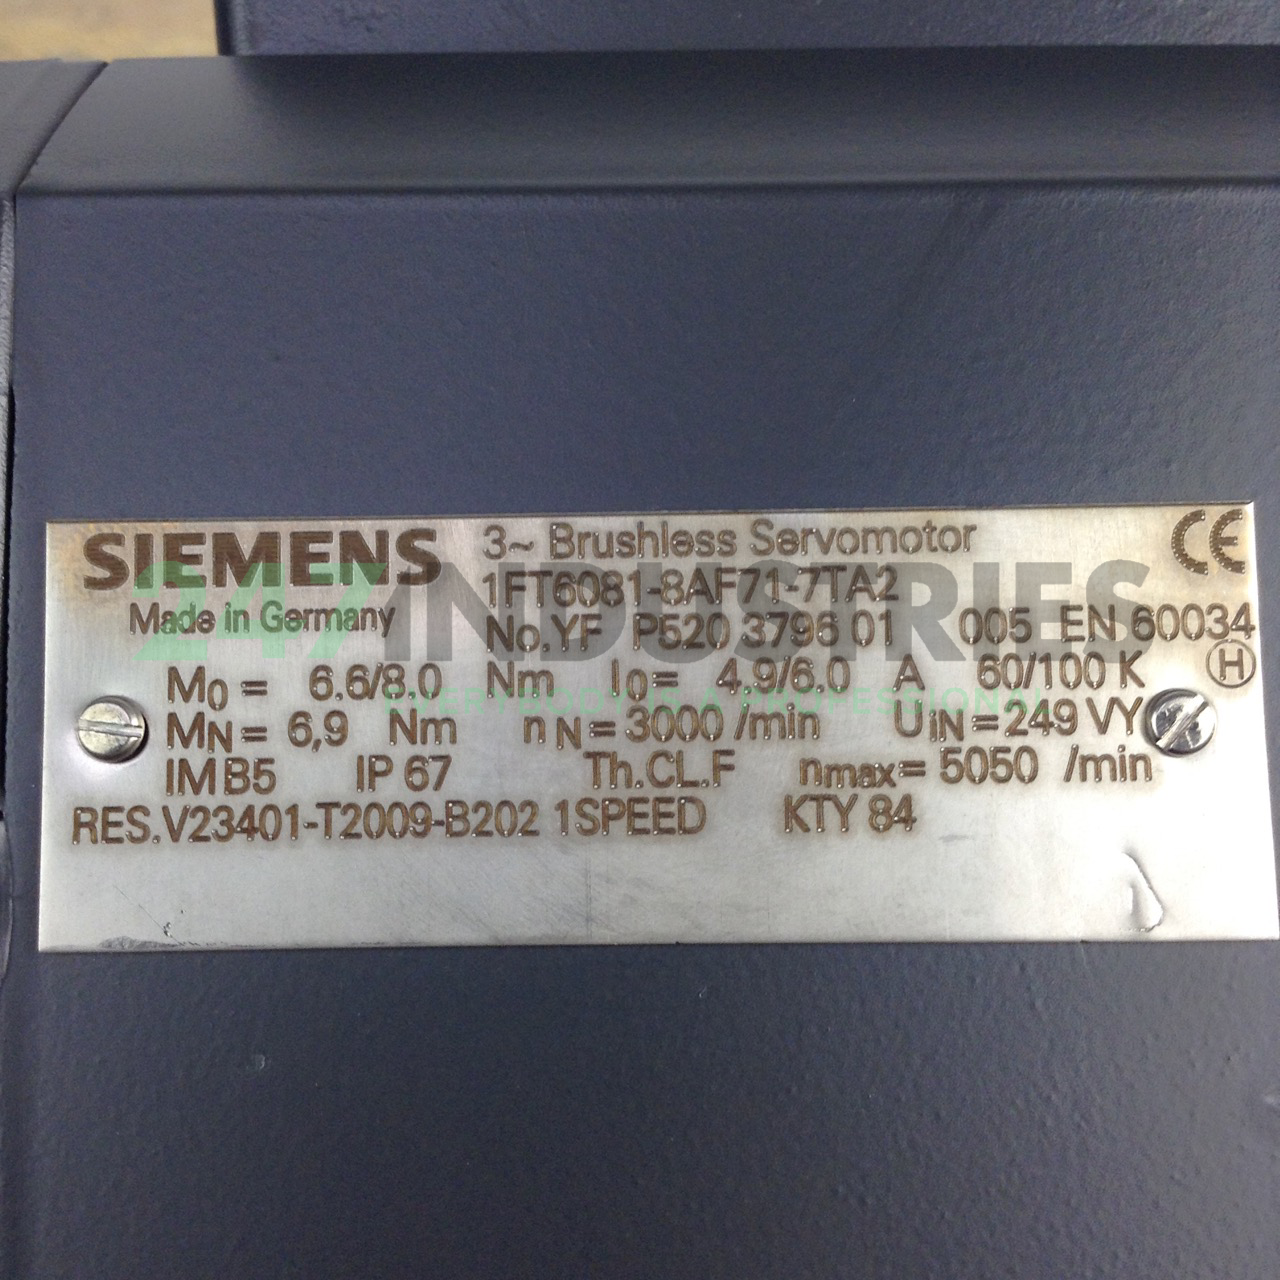 SIEMENS 3~ Brushless Servomotor CE
1FT6081-8AF71-7TA2
Made in Germany No.YF P520 3796 01 005 EN 60034
M0 = 6.6/8.0 Nm I0= 4.9/6.0 A 60/100 K H
MN= 6,9 Nm nN=3000 /min UiN=249 VY
IM B5 IP 67 Th.CL.F nmax= 5050 /min
RES.V23401-T2009-B202 1SPEED KTY 84
247INDUSTRIES
EVERYBODY IS A PROFESSIONAL